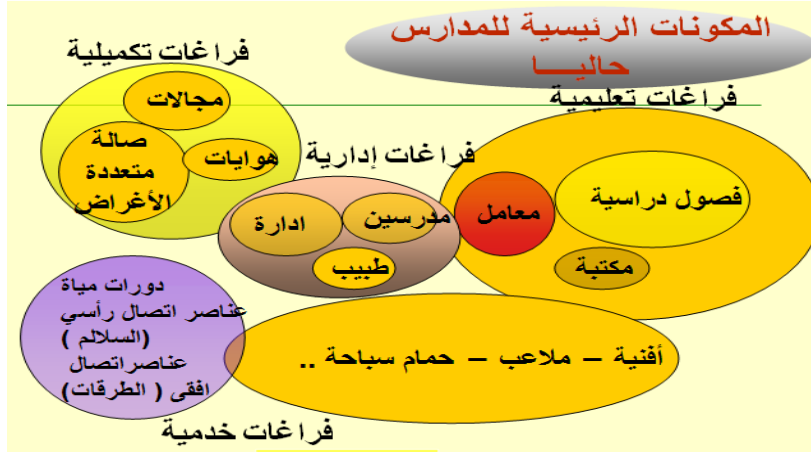 المكونات الرئيسية للمدارس
حاليـــــا
فراغات تعليمية
فصول دراسية
معامل
مكتبة
فراغات تكميلية
مجالات
صالة
متعددة
الأغراض
هوايات
فراغات إدارية
مدرسين
ادارة
طبيب
أفنية – ملاعب – حمام سباحة ..
دورات مياة
عناصر اتصال رأسي
(السلالم )
عناصراتصال
افقى ( الطرقات)
فراغات خدمية